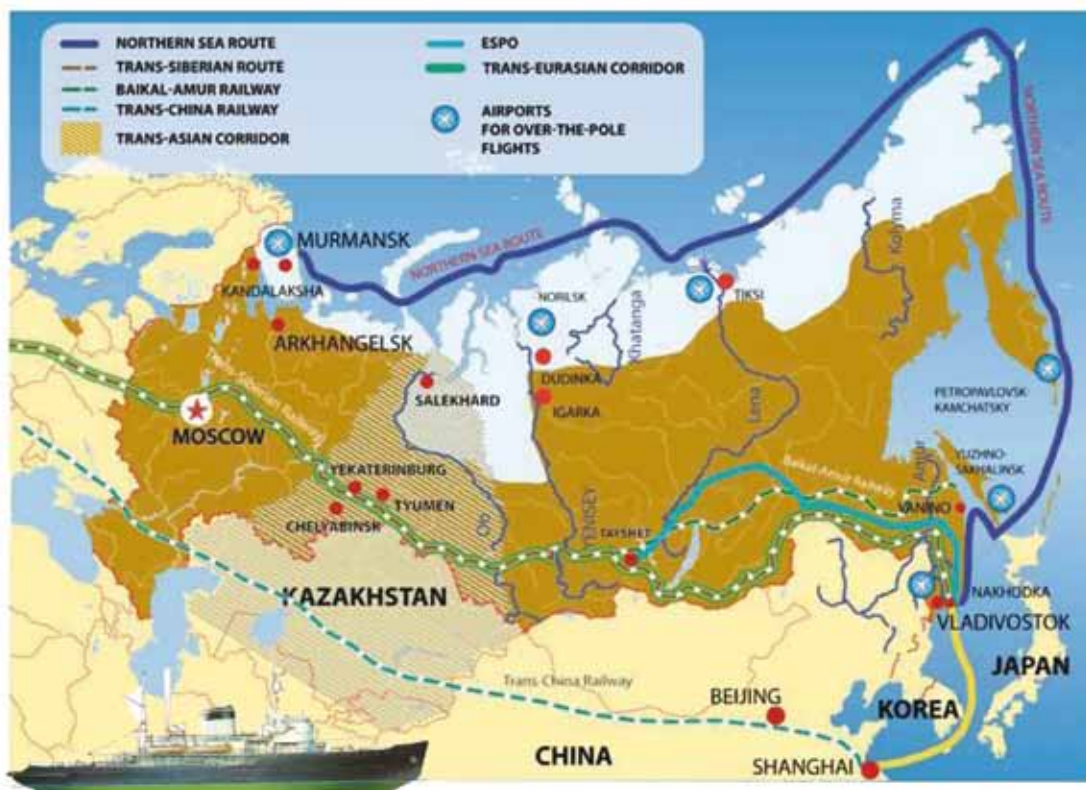 NORTHERN SEA ROUTE
TRANS-SIBERIAN ROUTE
BAIKAL-AMUR RAILWAY
TRANS-CHINA RAILWAY
TRANS-ASIAN CORRIDOR
ESPO
TRANS-EURASIAN CORRIDOR
AIRPORTS
FOR OVER-THE-POLE
FLIGHTS
NORTHERN SEA ROUTE
NORTHERN SEA ROUTE
MURMANSK
KANDALAKSHA
ARKHANGELSK
NORILSK
Khatanga
TIKSI
Kolyma
DUDINKA
IGARKA
SALEKHARD
Lena
PETROPAVLOVSK
KAMCHATSKY
Trans-Siberian Railway
MOSCOW
YEKATERINBURG
TYUMEN
CHELYABINSK
Ob
YENISEY
TAYSHET
Baikal-Amur Railway
Amur
YUZHNO-
SAKHALINSK
VANINO
KAZAKHSTAN
NAKHODKA
VLADIVOSTOK
JAPAN
Trans-China Railway
BEIJING
KOREA
CHINA
SHANGHAI